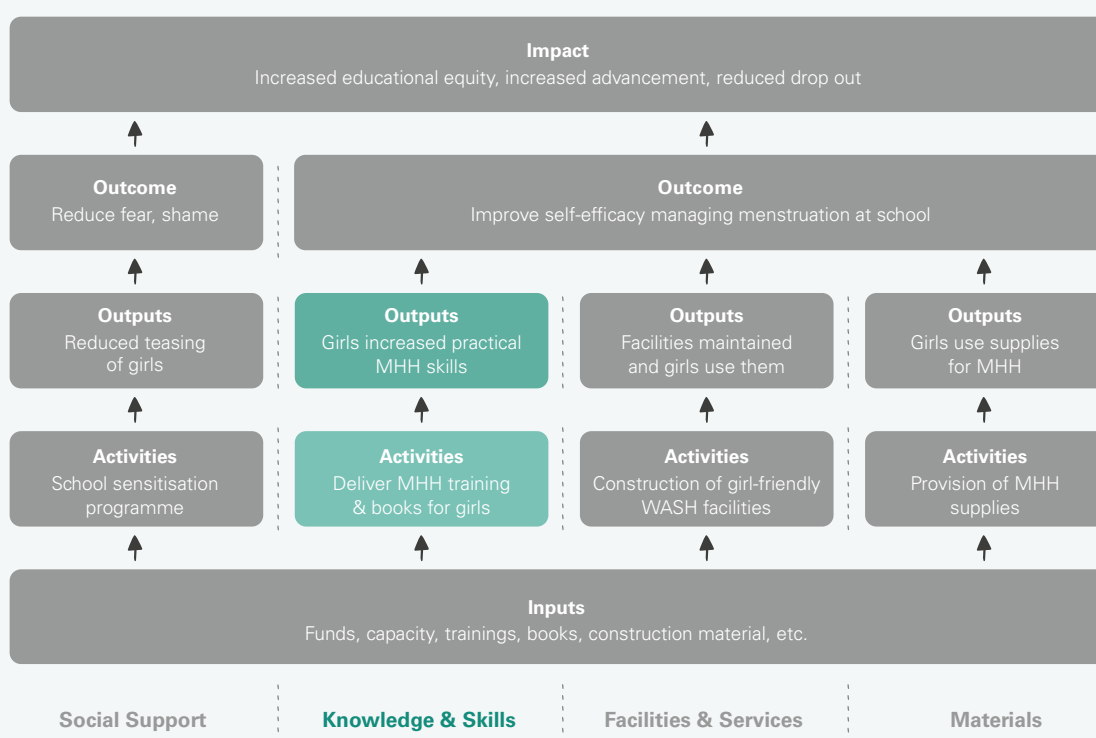 Impact
Increased educational equity, increased advancement, reduced drop out
Outcome
Reduce fear, shame
Outcome
Improve self-efficacy managing menstruation at school
Outputs
Reduced teasing
of girls
Outputs
Girls increased practical
MHH skills
Outputs
Facilities maintained
and girls use them
Outputs
Girls use supplies
for MHH
Activities
School sensitisation
programme
Activities
Deliver MHH training
& books for girls
Activities
Construction of girl-friendly
WASH facilities
Activities
Provision of MHH
supplies
Inputs
Funds, capacity, trainings, books, construction material, etc.
Social Support
Knowledge & Skills
Facilities & Services
Materials